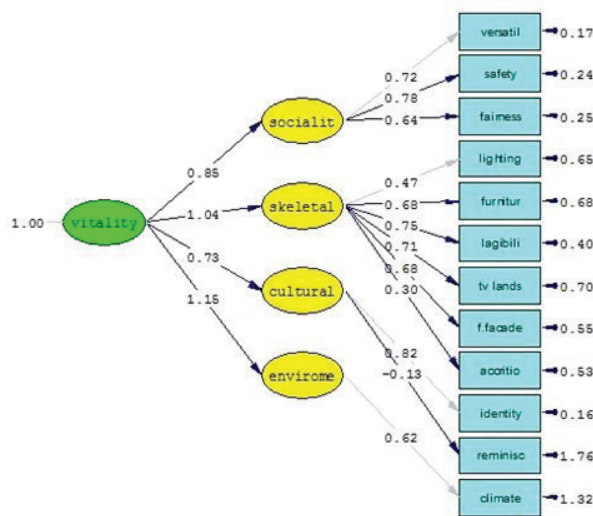 versatil
0.17
0.72
safety
0.24
0.78
socialit
0.64
fairness
0.25
lighting
0.65
0.85
0.47
skeletal
0.68
furnitur
0.68
1.00
vitality
1.04
0.75
lagibili
0.40
0.71
0.73
0.68
tv lands
0.70
cultural
0.30
1.15
f.facade
0.55
0.82
-0.13
envirome
accritio
0.53
identity
0.16
0.62
reminisc
1.76
climate
1.32